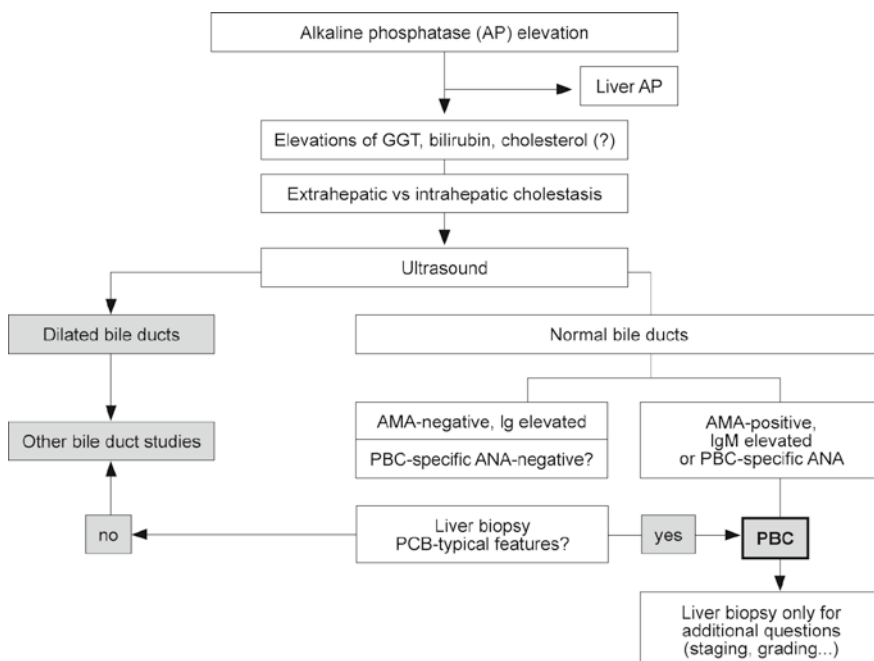 Alkaline phosphatase (AP) elevation
Liver AP
Elevations of GGT, bilirubin, cholesterol (?)
Extrahepatic vs intrahepatic cholestasis
Ultrasound
Dilated bile ducts
Normal bile ducts
AMA-negative, Ig elevated
PBC-specific ANA-negative?
AMA-positive,
IgM elevated
or PBC-specific ANA
Other bile duct studies
no
Liver biopsy
PCB-typical features?
yes
PBC
Liver biopsy only for
additional questions
(staging, grading...)